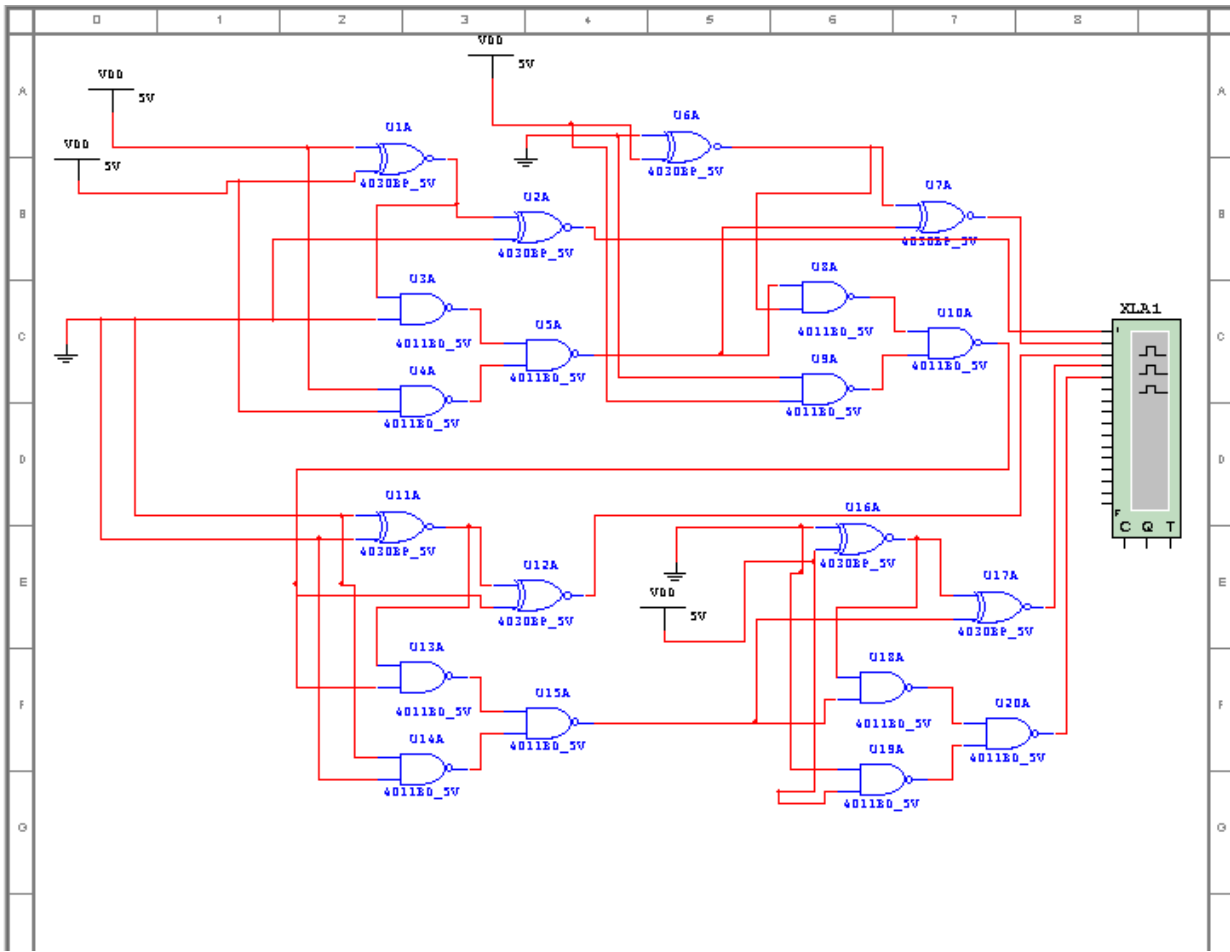 0 1 2 3 4 5 6 7 8
VDD
5V
VDD
5V
A A
U6A
U1A
VDD
5V
4030BP_5V
4030BP_5V
U7A
U2A
B B
4030BP_5V
4030BP_5V
U8A
U3A
XLA1
U10A
U5A
1
C C
4011BD_5V
4011BD_5V
U9A
4011BD_5V
U4A
4011BD_5V
4011BD_5V
4011BD_5V
D D
U11A
U16A
F
C Q T
4030BP_5V
4030BP_5V
U12A
U17A
E E
VDD
5V
4030BP_5V
4030BP_5V
U13A
U18A
U15A
U20A
F F
4011BD_5V
4011BD_5V
U14A
4011BD_5V
U19A
4011BD_5V
4011BD_5V
4011BD_5V
G G